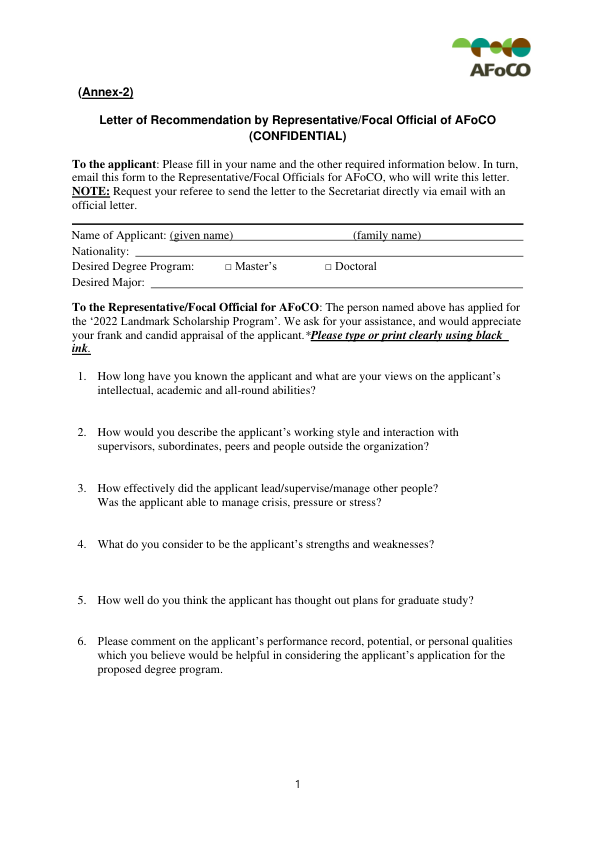 AFoCO
(Annex-2)
Letter of Recommendation by Representative/Focal Official of AFoCO
(CONFIDENTIAL)
To the applicant: Please fill in your name and the other required information below. In turn,
email this form to the Representative/Focal Officials for AFoCO, who will write this letter.
NOTE: Request your referee to send the letter to the Secretariat directly via email with an
official letter.
Name of Applicant: (given name) (family name)
Nationality:
Desired Degree Program: □ Master’s □ Doctoral
Desired Major:
To the Representative/Focal Official for AFoCO: The person named above has applied for
the ‘2022 Landmark Scholarship Program’. We ask for your assistance, and would appreciate
your frank and candid appraisal of the applicant.*Please type or print clearly using black
ink.
1. How long have you known the applicant and what are your views on the applicant’s
intellectual, academic and all-round abilities?
2. How would you describe the applicant’s working style and interaction with
supervisors, subordinates, peers and people outside the organization?
3. How effectively did the applicant lead/supervise/manage other people?
Was the applicant able to manage crisis, pressure or stress?
4. What do you consider to be the applicant’s strengths and weaknesses?
5. How well do you think the applicant has thought out plans for graduate study?
6. Please comment on the applicant’s performance record, potential, or personal qualities
which you believe would be helpful in considering the applicant’s application for the
proposed degree program.
1